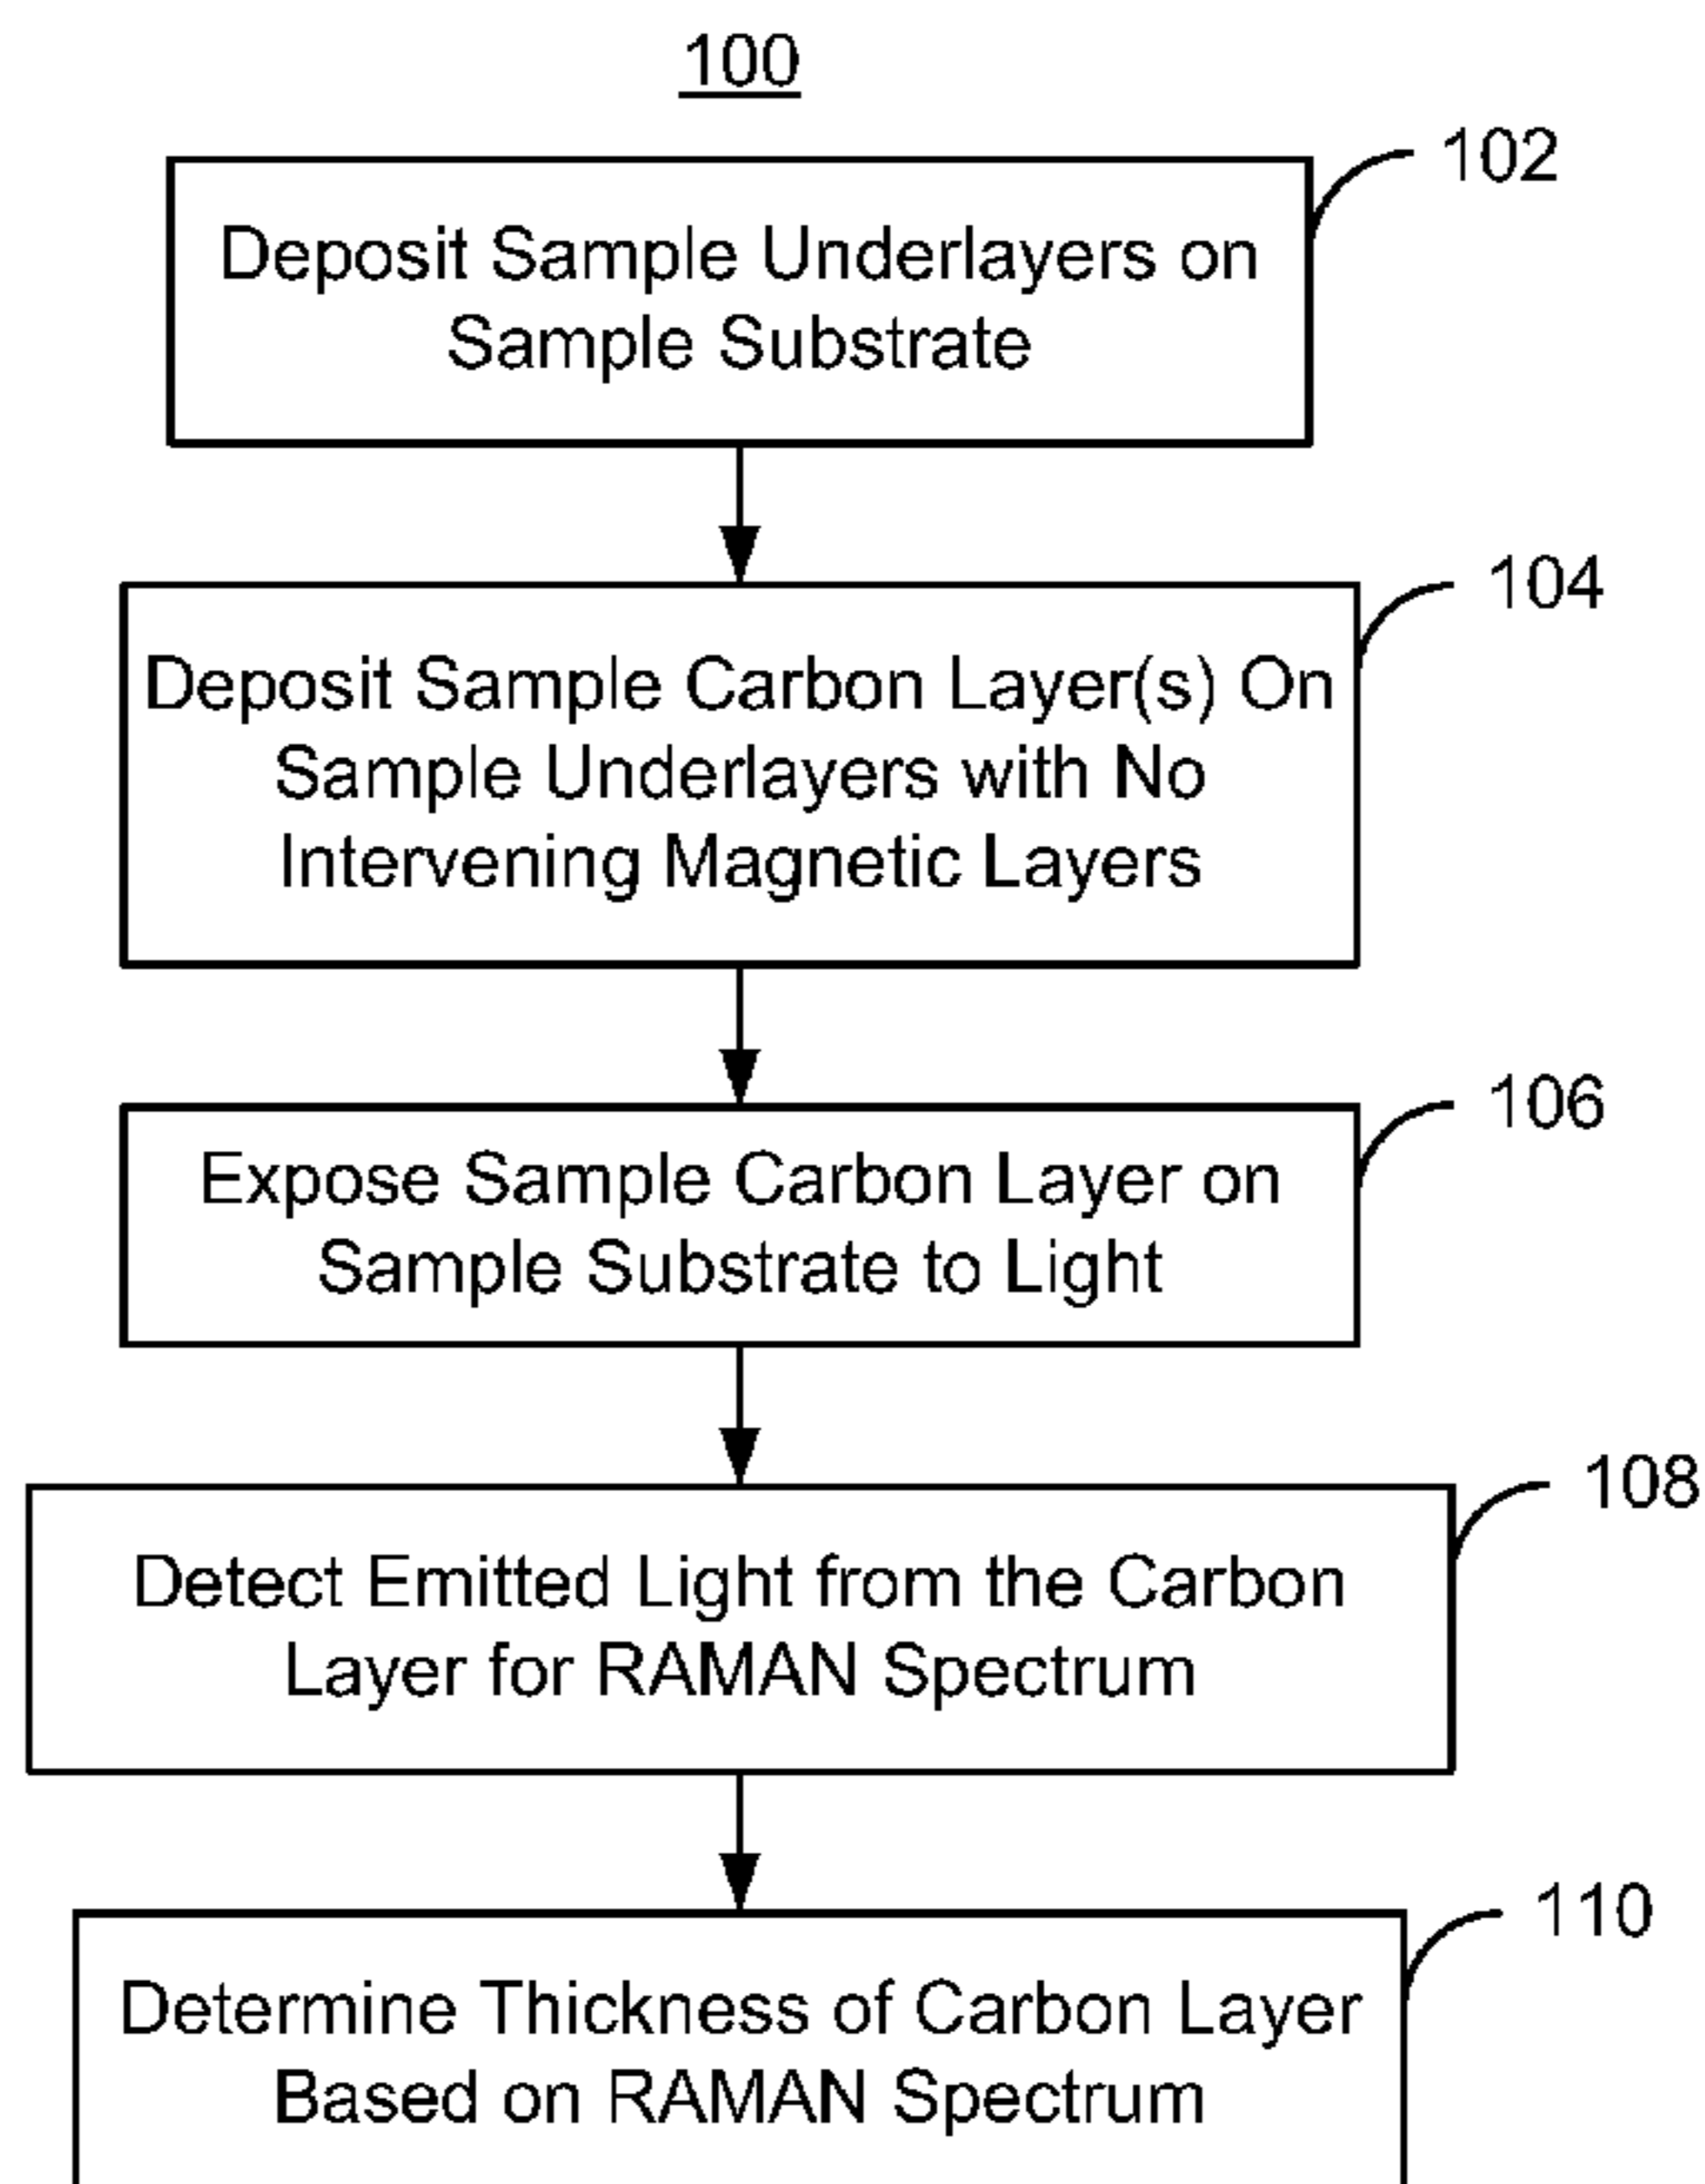 100
102
Deposit Sample Underlayers on
Sample Substrate
104
Deposit Sample Carbon Layer(s) On
Sample Underlayers with No
Intervening Magnetic Layers
106
Expose Sample Carbon Layer on
Sample Substrate to Light
108
Detect Emitted Light from the Carbon
Layer for RAMAN Spectrum
110
Determine Thickness of Carbon Layer
Based on RAMAN Spectrum